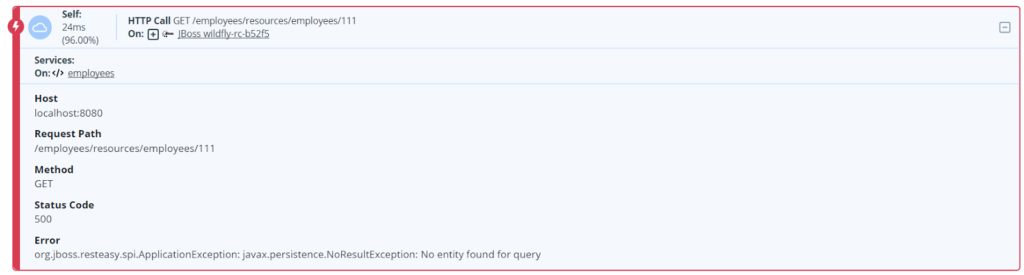 Self:
24ms
(96.00%)
HTTP Call GET /employees/resources/employees/111
On: JBoss wildfly-rc-b52f5
Services:
On: </> employees
Host
localhost:8080
Request Path
/employees/resources/employees/111
Method
GET
Status Code
500
Error
org.jboss.resteasy.spi.ApplicationException: javax.persistence.NoResultException: No entity found for query